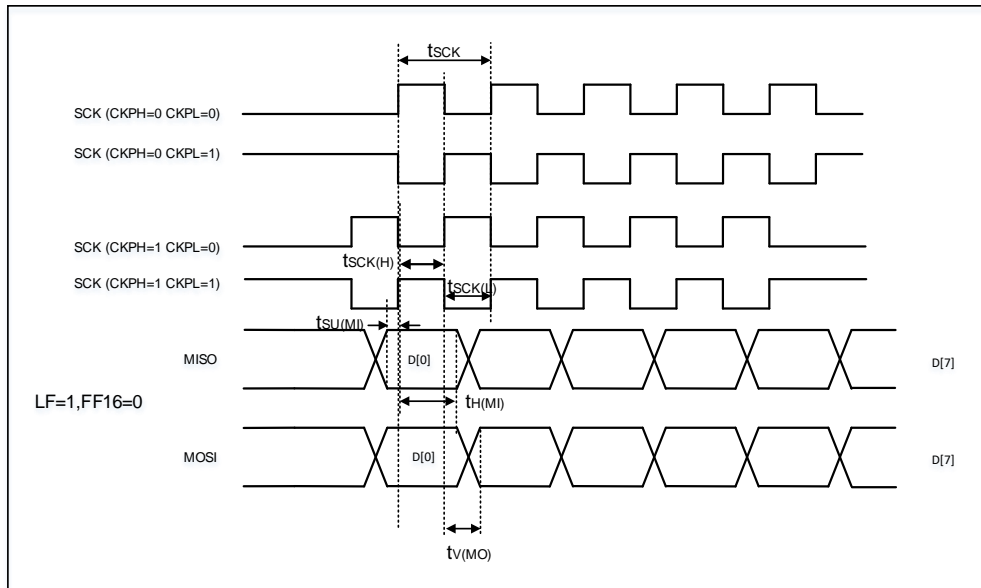 tSCK
SCK (CKPH=0 CKPL=0)
SCK (CKPH=0 CKPL=1)
SCK (CKPH=1 CKPL=0)
tSCK(H)
SCK (CKPH=1 CKPL=1)
tSCK(L)
tSU(MI)
MISO
D[0]
D[7]
LF=1,FF16=0
tH(MI)
MOSI
D[0]
D[7]
tV(MO)